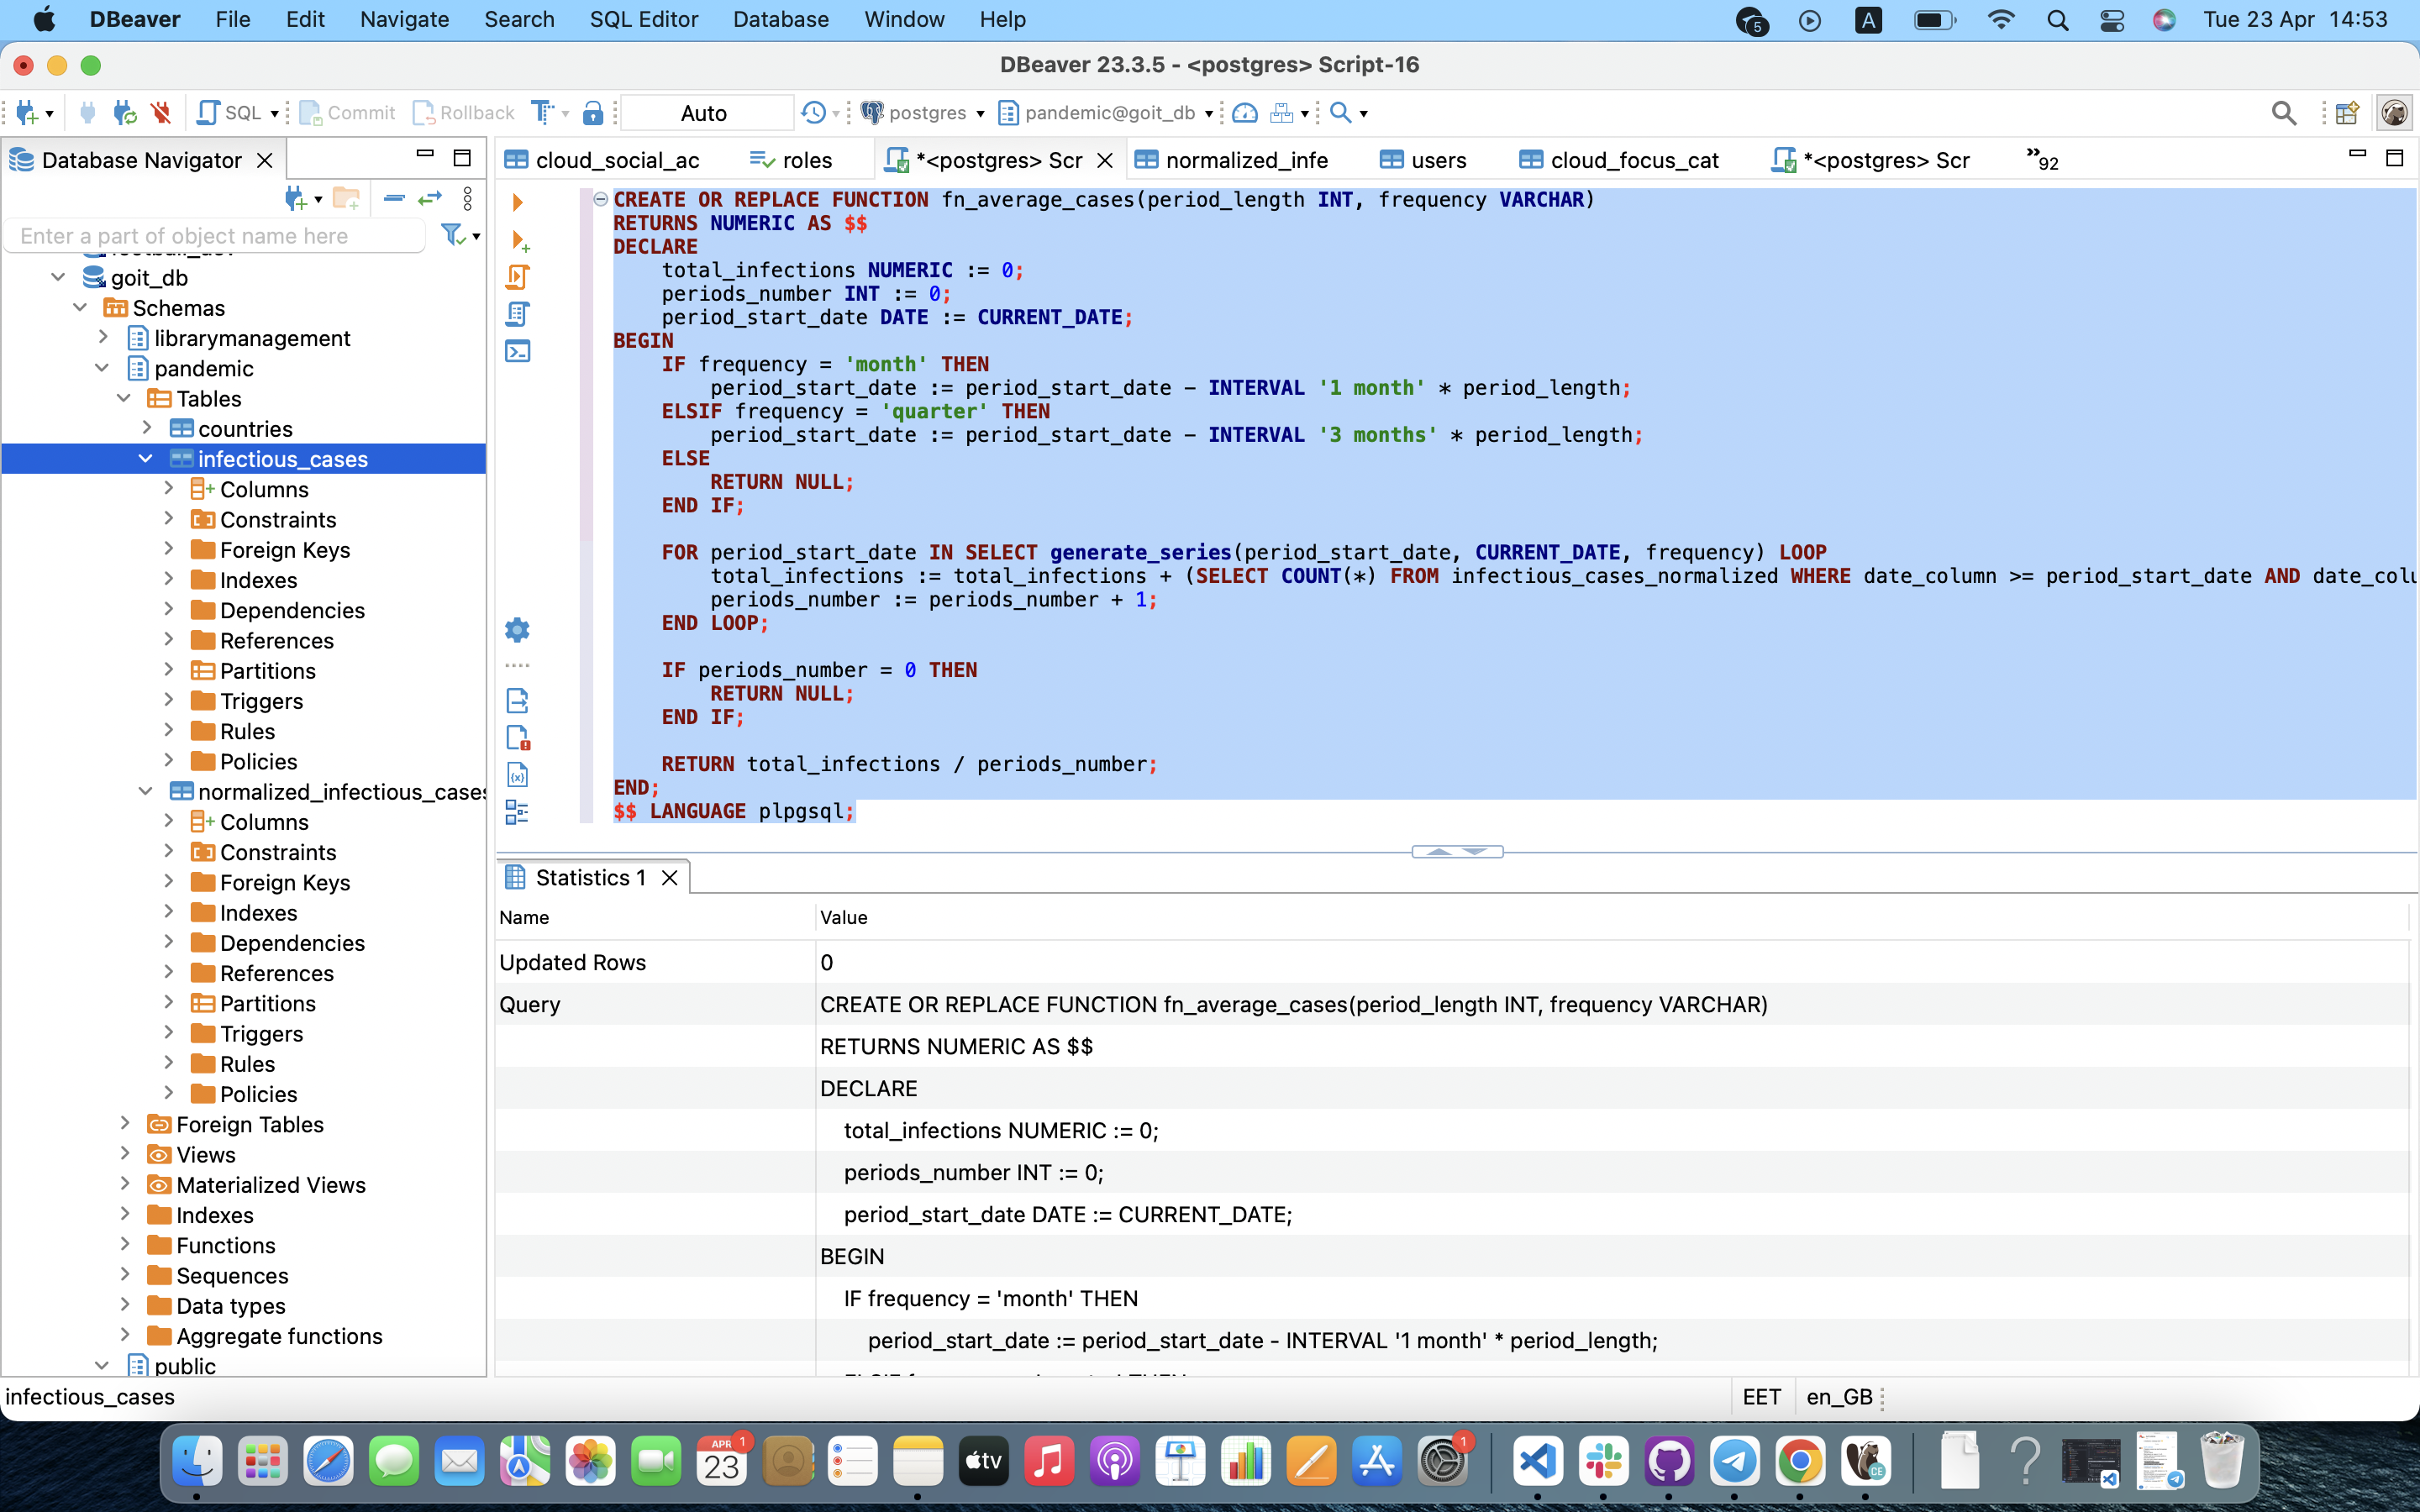 DBeaver File Edit Navigate Search SQL Editor Database Window Help 5 A Tue 23 Apr 14:53
DBeaver 23.3.5 - <postgres> Script-16
SQL Commit Rollback Auto postgres pandemic@goit_db
Database Navigator
cloud_social_ac roles *<postgres> Scr normalized_infe users cloud_focus_cat *<postgres> Scr »92
Enter a part of object name here
goit_db
Schemas
librarymanagement
pandemic
Tables
countries
infectious_cases
Columns
Constraints
Foreign Keys
Indexes
Dependencies
References
Partitions
Triggers
Rules
Policies
normalized_infectious_cases
Columns
Constraints
Foreign Keys
Indexes
Dependencies
References
Partitions
Triggers
Rules
Policies
Foreign Tables
Views
Materialized Views
Indexes
Functions
Sequences
Data types
Aggregate functions
public
CREATE OR REPLACE FUNCTION fn_average_cases(period_length INT, frequency VARCHAR)
RETURNS NUMERIC AS $$
DECLARE
total_infections NUMERIC := 0;
periods_number INT := 0;
period_start_date DATE := CURRENT_DATE;
BEGIN
IF frequency = 'month' THEN
period_start_date := period_start_date - INTERVAL '1 month' * period_length;
ELSIF frequency = 'quarter' THEN
period_start_date := period_start_date - INTERVAL '3 months' * period_length;
ELSE
RETURN NULL;
END IF;
FOR period_start_date IN SELECT generate_series(period_start_date, CURRENT_DATE, frequency) LOOP
total_infections := total_infections + (SELECT COUNT(*) FROM infectious_cases_normalized WHERE date_column >= period_start_date AND date_colu
periods_number := periods_number + 1;
END LOOP;
IF periods_number = 0 THEN
RETURN NULL;
END IF;
RETURN total_infections / periods_number;
END;
$$ LANGUAGE plpgsql;
Statistics 1
Name Value
Updated Rows 0
Query CREATE OR REPLACE FUNCTION fn_average_cases(period_length INT, frequency VARCHAR)
RETURNS NUMERIC AS $$
DECLARE
total_infections NUMERIC := 0;
periods_number INT := 0;
period_start_date DATE := CURRENT_DATE;
BEGIN
IF frequency = 'month' THEN
period_start_date := period_start_date - INTERVAL '1 month' * period_length;
infectious_cases EET en_GB
APR 23 1
tv
1
CE